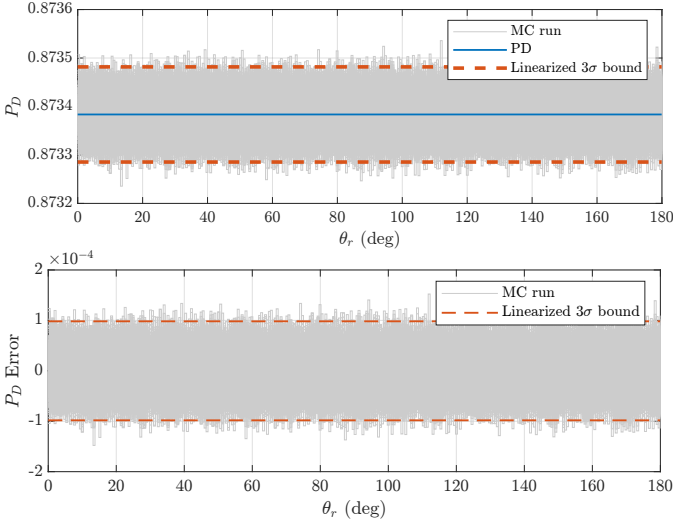 0.8736
0.8735
0.8734
0.8733
0.8732
P_D
MC run
PD
Linearized 3σ bound
0 20 40 60 80 100 120 140 160 180
θ_r (deg)
×10^-4
2
1
0
-1
-2
P_D Error
MC run
Linearized 3σ bound
0 20 40 60 80 100 120 140 160 180
θ_r (deg)